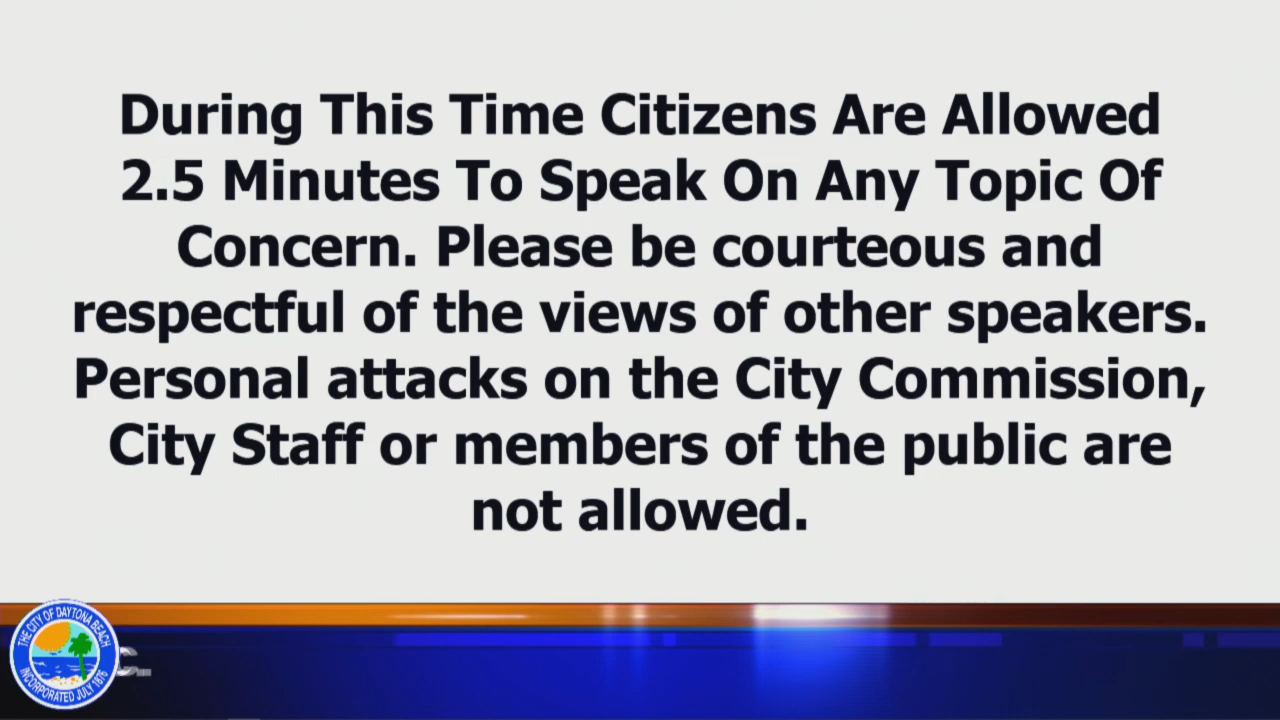 During This Time Citizens Are Allowed
2.5 Minutes To Speak On Any Topic Of
Concern. Please be courteous and
respectful of the views of other speakers.
Personal attacks on the City Commission,
City Staff or members of the public are
not allowed.
THE CITY OF DAYTONA BEACH
INCORPORATED JULY 1876